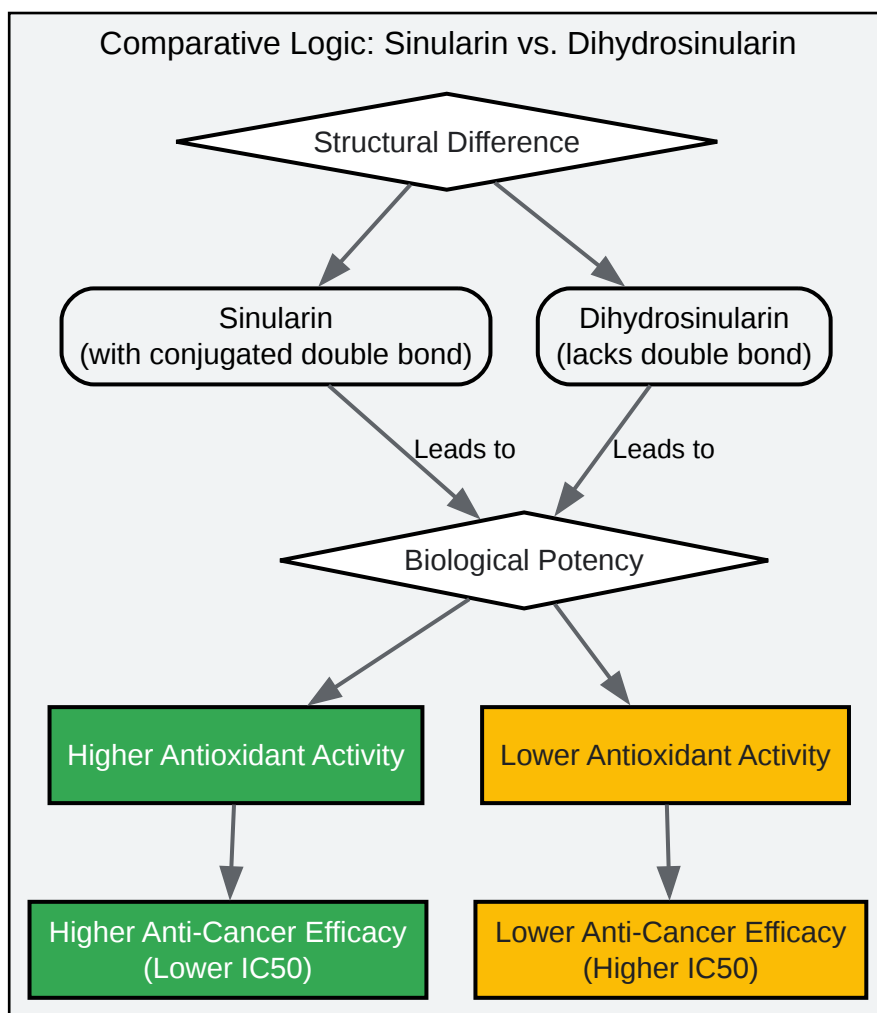 Comparative Logic: Sinularin vs. Dihydrosinularin
Structural Difference
Sinularin
(with conjugated double bond)
Dihydrosinularin
(lacks double bond)
Leads to
Leads to
Biological Potency
Higher Antioxidant Activity
Lower Antioxidant Activity
Higher Anti-Cancer Efficacy
(Lower IC50)
Lower Anti-Cancer Efficacy
(Higher IC50)